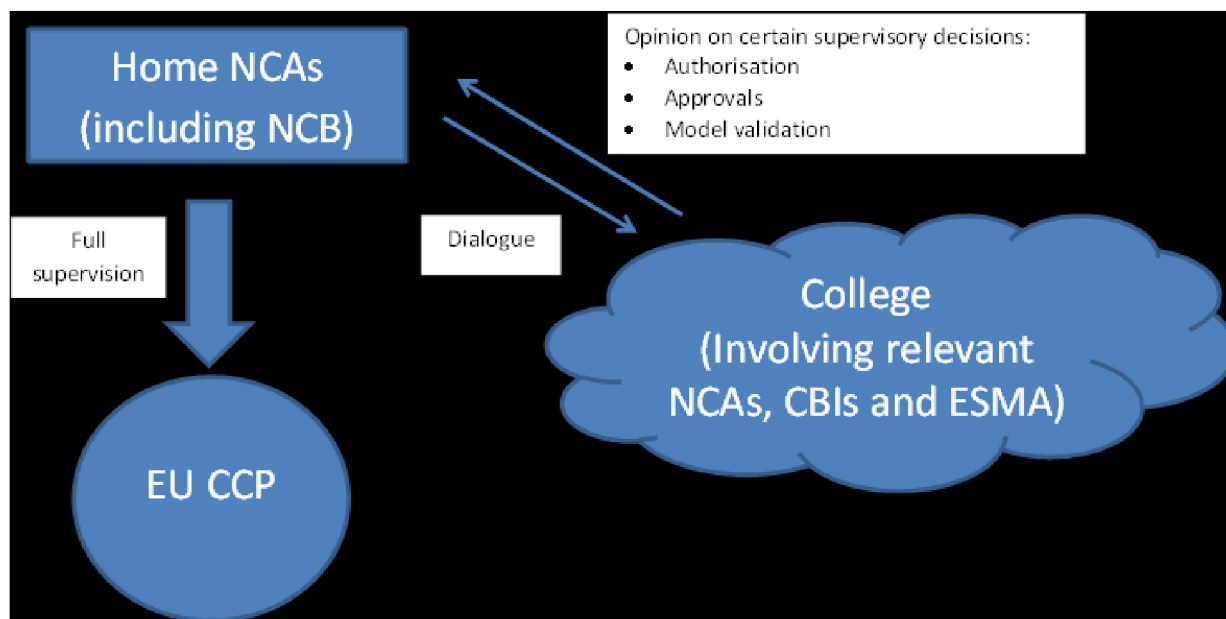 Home NCAs
(including NCB)
Opinion on certain supervisory decisions:
• Authorisation
• Approvals
• Model validation
Full
supervision
Dialogue
College
(Involving relevant
NCAs, CBIs and ESMA)
EU CCP